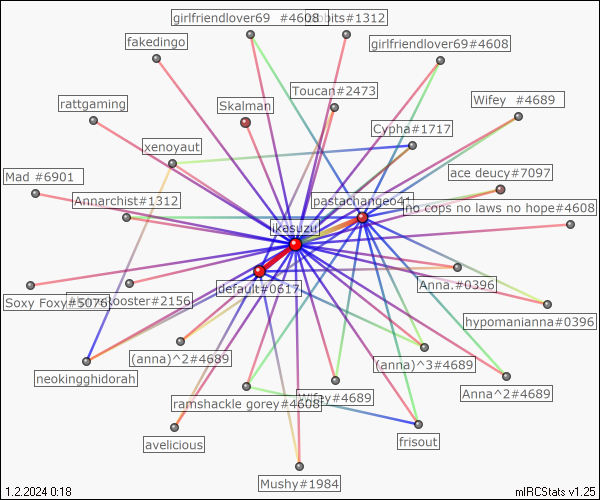 girlfriendlover69 #4608
bits#1312
fakedingo
girlfriendlover69#4608
Toucan#2473
rattgaming
Skalman
Wifey #4689
Cypha#1717
xenoyaut
ace deucy#7097
Mad #6901
Annarchist#1312
pastachangeo41
no cops no laws no hope#4608
ikasuzu
default#0617
Anna.#0396
Soxy Foxy#5076
ooster#2156
hypomanianna#0396
(anna)^2#4689
(anna)^3#4689
neokingghidorah
Anna^2#4689
Wifey#4689
ramshackle gorey#4608
frisout
avelicious
Mushy#1984
1.2.2024 0:18
mIRCStats v1.25